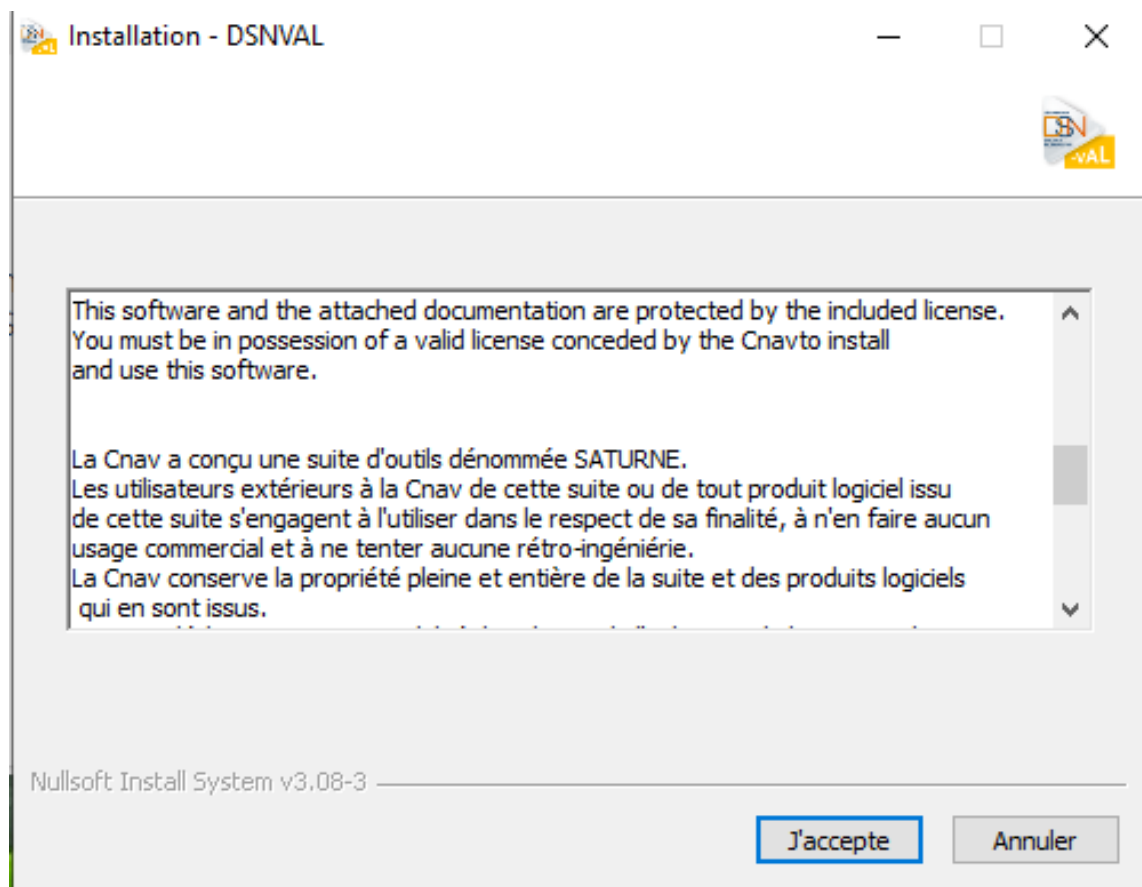 Installation - DSNVAL
DSN
-VAL
This software and the attached documentation are protected by the included license.
You must be in possession of a valid license conceded by the Cnavto install
and use this software.
La Cnav a conçu une suite d'outils dénommée SATURNE.
Les utilisateurs extérieurs à la Cnav de cette suite ou de tout produit logiciel issu
de cette suite s'engagent à l'utiliser dans le respect de sa finalité, à n'en faire aucun
usage commercial et à ne tenter aucune rétro-ingéniérie.
La Cnav conserve la propriété pleine et entière de la suite et des produits logiciels
qui en sont issus.
Nullsoft Install System v3.08-3
J'accepte
Annuler